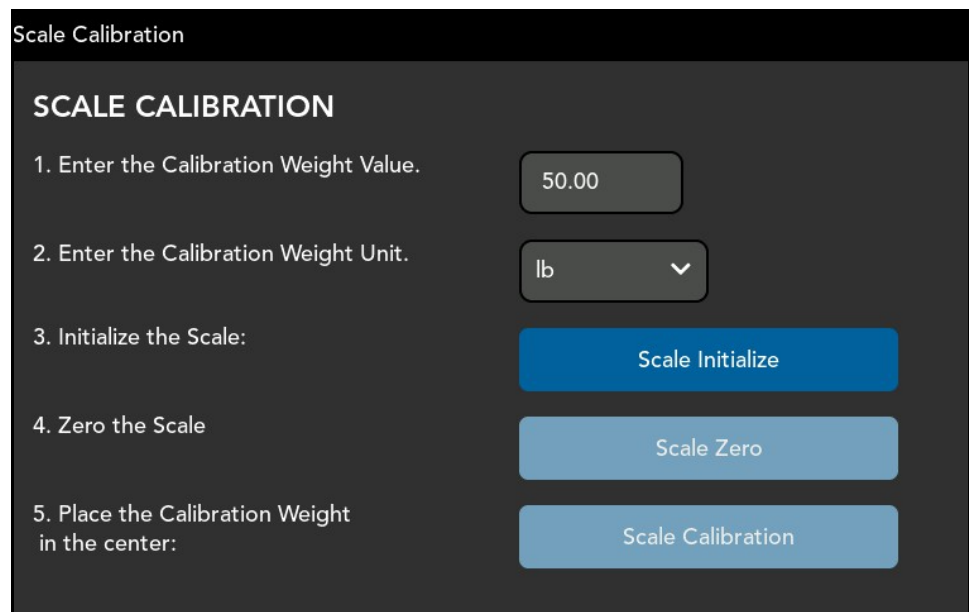 Scale Calibration
SCALE CALIBRATION
1. Enter the Calibration Weight Value.
50.00
2. Enter the Calibration Weight Unit.
lb
3. Initialize the Scale:
Scale Initialize
4. Zero the Scale
Scale Zero
5. Place the Calibration Weight
in the center:
Scale Calibration